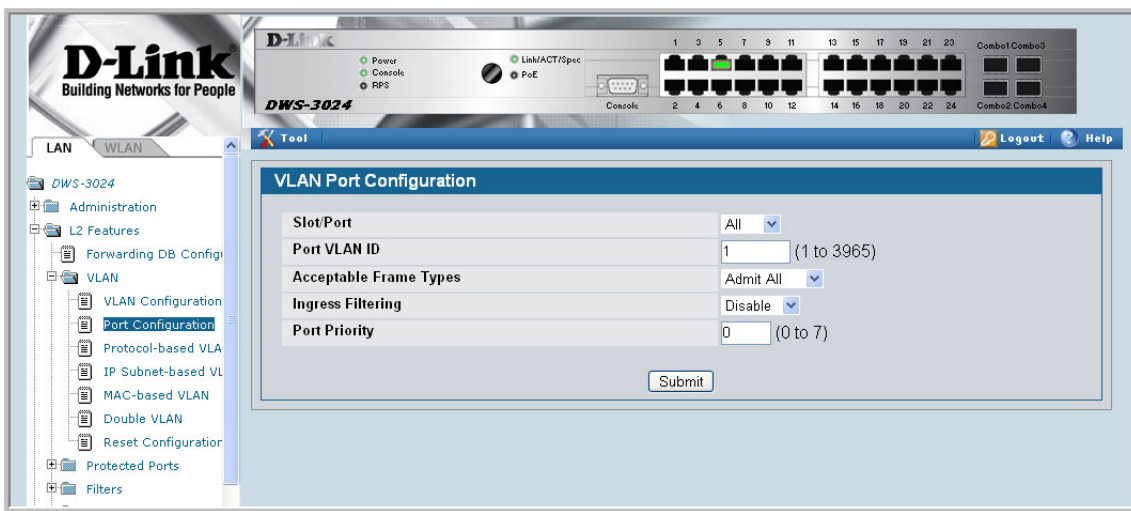 D-Link
Building Networks for People
D-Link
Power
Console
RPS
Link/ACT/Spee
PoE
Console
1 3 5 7 9 11 13 15 17 19 21 23
Combo1 Combo3
2 4 6 8 10 12 14 16 18 20 22 24
Combo2 Combo4
DWS-3024
LAN
WLAN
Tool
Logout
Help
DWS-3024
Administration
L2 Features
Forwarding DB Config
VLAN
VLAN Configuration
Port Configuration
Protocol-based VLA
IP Subnet-based VL
MAC-based VLAN
Double VLAN
Reset Configuration
Protected Ports
Filters
VLAN Port Configuration
Slot/Port All
Port VLAN ID 1 (1 to 3965)
Acceptable Frame Types Admit All
Ingress Filtering Disable
Port Priority 0 (0 to 7)
Submit